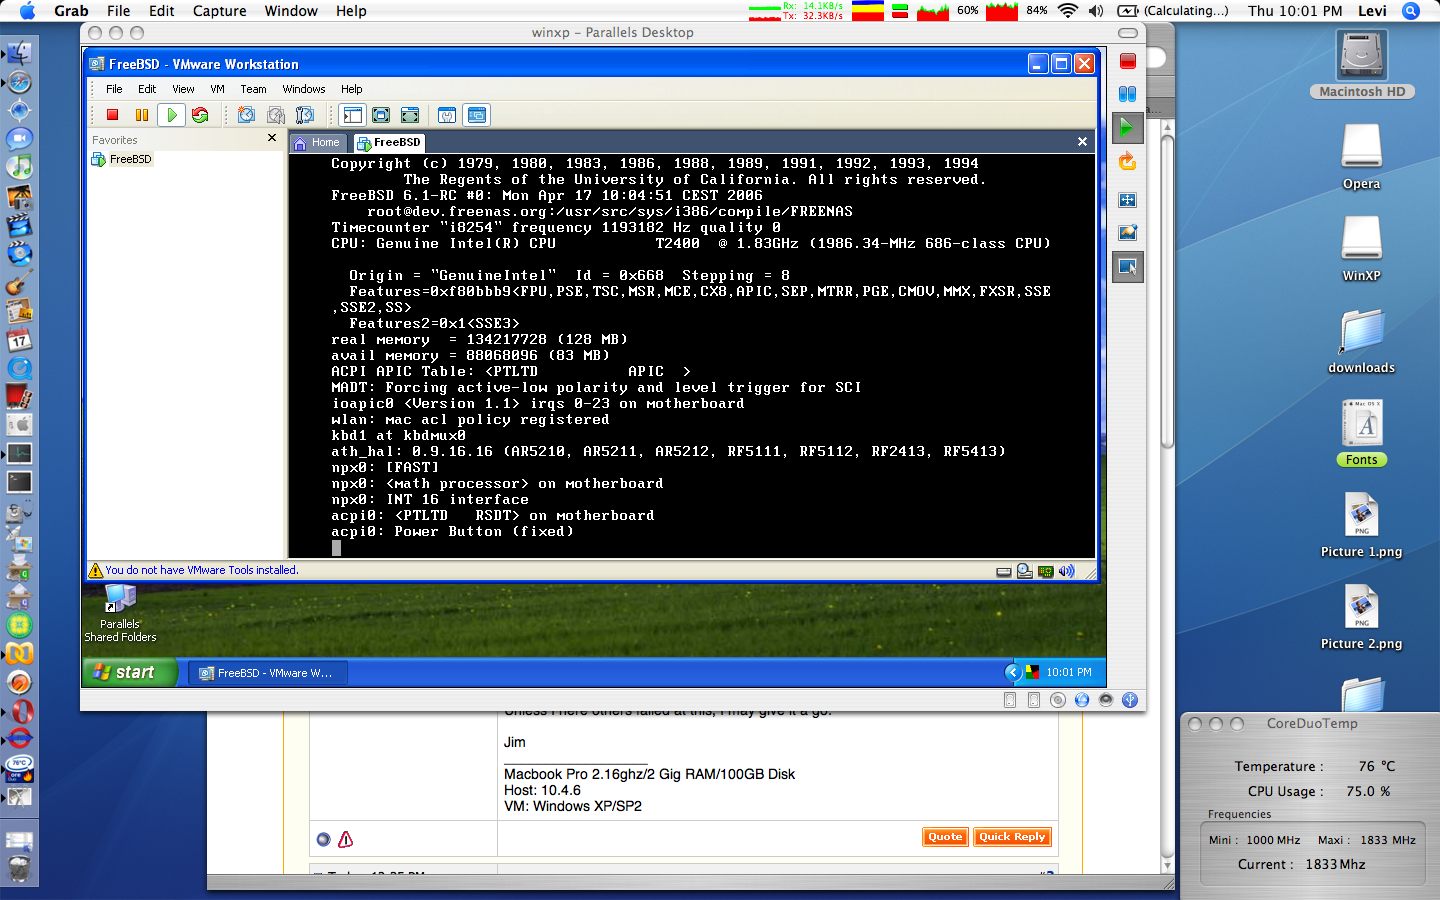 Grab File Edit Capture Window Help
Rx: 14.1KB/s
Tx: 32.3KB/s
60% 84% (Calculating...) Thu 10:01 PM Levi
winxp - Parallels Desktop
FreeBSD - VMware Workstation
File Edit View VM Team Windows Help
Favorites
FreeBSD
Home FreeBSD
Copyright (c) 1979, 1980, 1983, 1986, 1988, 1989, 1991, 1992, 1993, 1994
The Regents of the University of California. All rights reserved.
FreeBSD 6.1-RC #0: Mon Apr 17 10:04:51 CEST 2006
root@dev.freenas.org:/usr/src/sys/i386/compile/FREENAS
Timecounter "i8254" frequency 1193182 Hz quality 0
CPU: Genuine Intel(R) CPU T2400 @ 1.83GHz (1986.34-MHz 686-class CPU)
Origin = "GenuineIntel" Id = 0x668 Stepping = 8
Features=0xf80bbb9<FPU,PSE,TSC,MSR,MCE,CX8,APIC,SEP,MTRR,PGE,CMOV,MMX,FXSR,SSE
,SSE2,SS>
Features2=0x1<SSE3>
real memory = 134217728 (128 MB)
avail memory = 88068096 (83 MB)
ACPI APIC Table: <PTLTD APIC >
MADT: Forcing active-low polarity and level trigger for SCI
ioapic0 <Version 1.1> irqs 0-23 on motherboard
wlan: mac acl policy registered
kbd1 at kbdmux0
ath_hal: 0.9.16.16 (AR5210, AR5211, AR5212, RF5111, RF5112, RF2413, RF5413)
npx0: [FAST]
npx0: <math processor> on motherboard
npx0: INT 16 interface
acpi0: <PTLTD RSDT> on motherboard
acpi0: Power Button (fixed)
You do not have VMware Tools installed.
Parallels
Shared Folders
start FreeBSD - VMware W... 10:01 PM
Unless there others failed at this, I may give it a go.
Jim
Macbook Pro 2.16ghz/2 Gig RAM/100GB Disk
Host: 10.4.6
VM: Windows XP/SP2
Quote Quick Reply
Macintosh HD
Opera
WinXP
downloads
Fonts
Picture 1.png
Picture 2.png
CoreDuoTemp
Temperature : 76 °C
CPU Usage : 75.0 %
Frequencies
Mini : 1000 MHz Maxi : 1833 MHz
Current : 1833Mhz